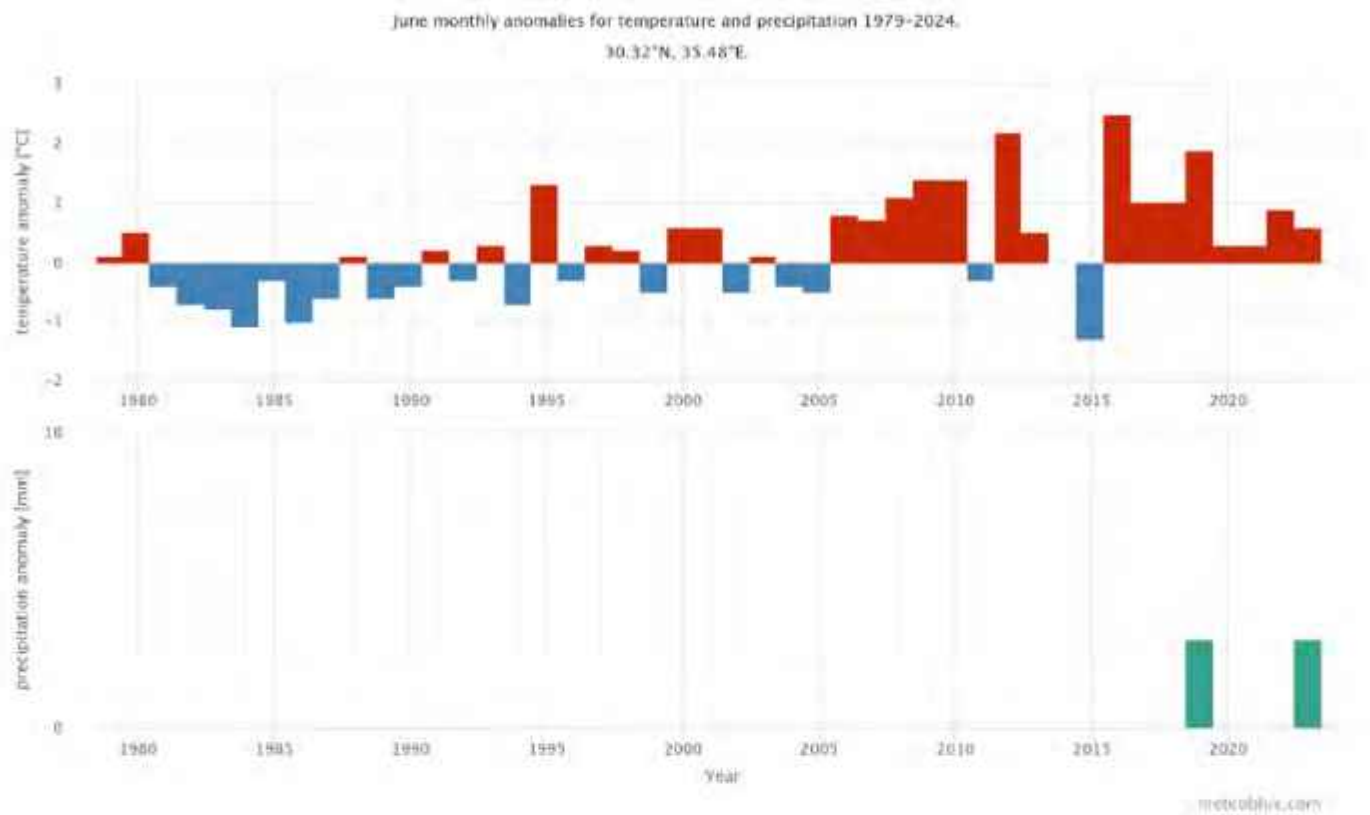 June monthly anomalies for temperature and precipitation 1979-2024.
30.32°N, 35.48°E.
temperature anomaly [°C]
3
2
1
0
-1
-2
1980 1985 1990 1995 2000 2005 2010 2015 2020
precipitation anomaly [mm]
10
0
1980 1985 1990 1995 2000 2005 2010 2015 2020
Year
meteoblue.com